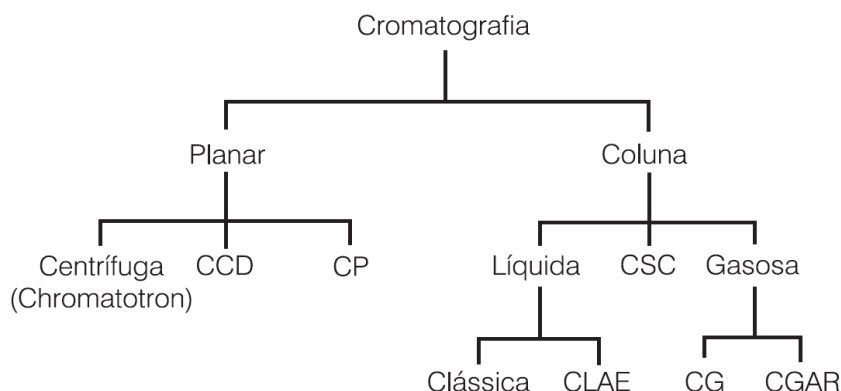 Cromatografia
Planar
Coluna
Centrífuga
(Chromatotron)
CCD
CP
Líquida
CSC
Gasosa
Clássica
CLAE
CG
CGAR